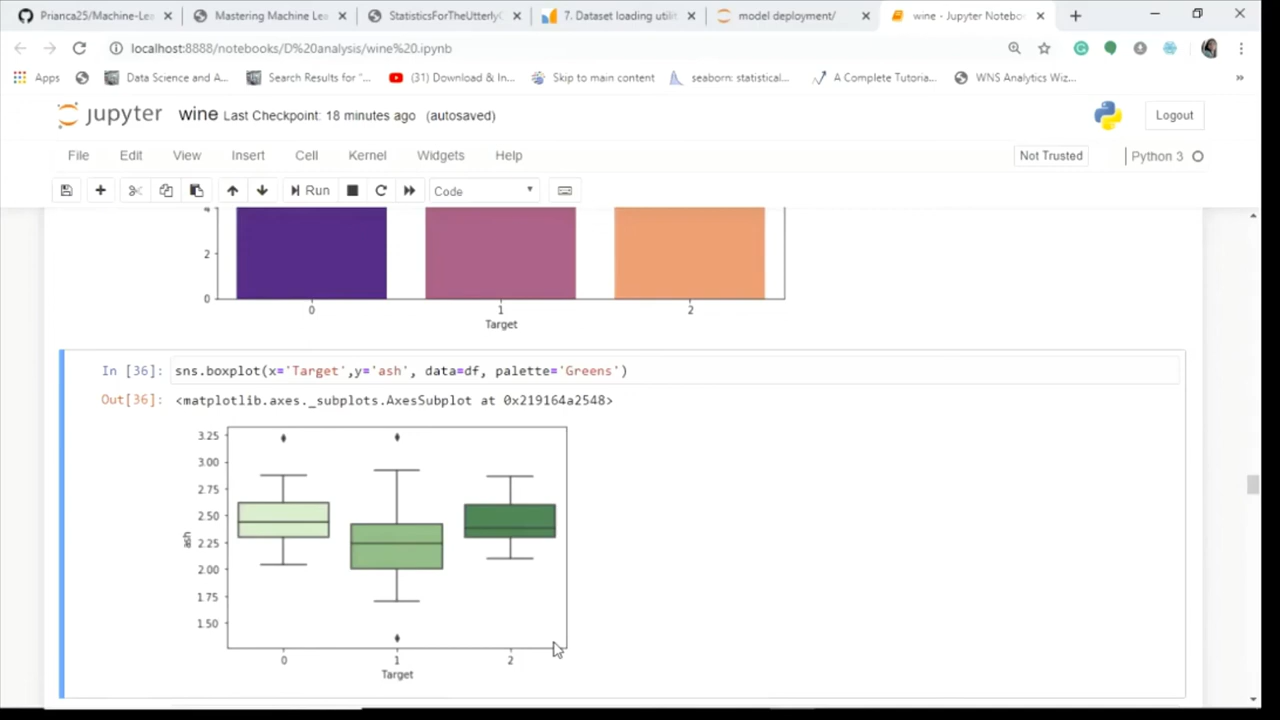 Prianca25/Machine-Lea
Mastering Machine Lea
StatisticsForTheUtterlyC
7. Dataset loading utilit
model deployment/
wine - Jupyter Notebo
localhost:8888/notebooks/D%20analysis/wine%20.ipynb
Apps
Data Science and A...
Search Results for "...
(31) Download & In...
Skip to main content
seaborn: statistical...
A Complete Tutoria...
WNS Analytics Wiz...
»
jupyter wine Last Checkpoint: 18 minutes ago (autosaved)
Logout
File Edit View Insert Cell Kernel Widgets Help
Not Trusted
Python 3
Run
Code
4
2
0
0 1 2
Target
In [36]: sns.boxplot(x='Target',y='ash', data=df, palette='Greens')
Out[36]: <matplotlib.axes._subplots.AxesSubplot at 0x219164a2548>
3.25
3.00
2.75
2.50
2.25
2.00
1.75
1.50
ash
0 1 2
Target